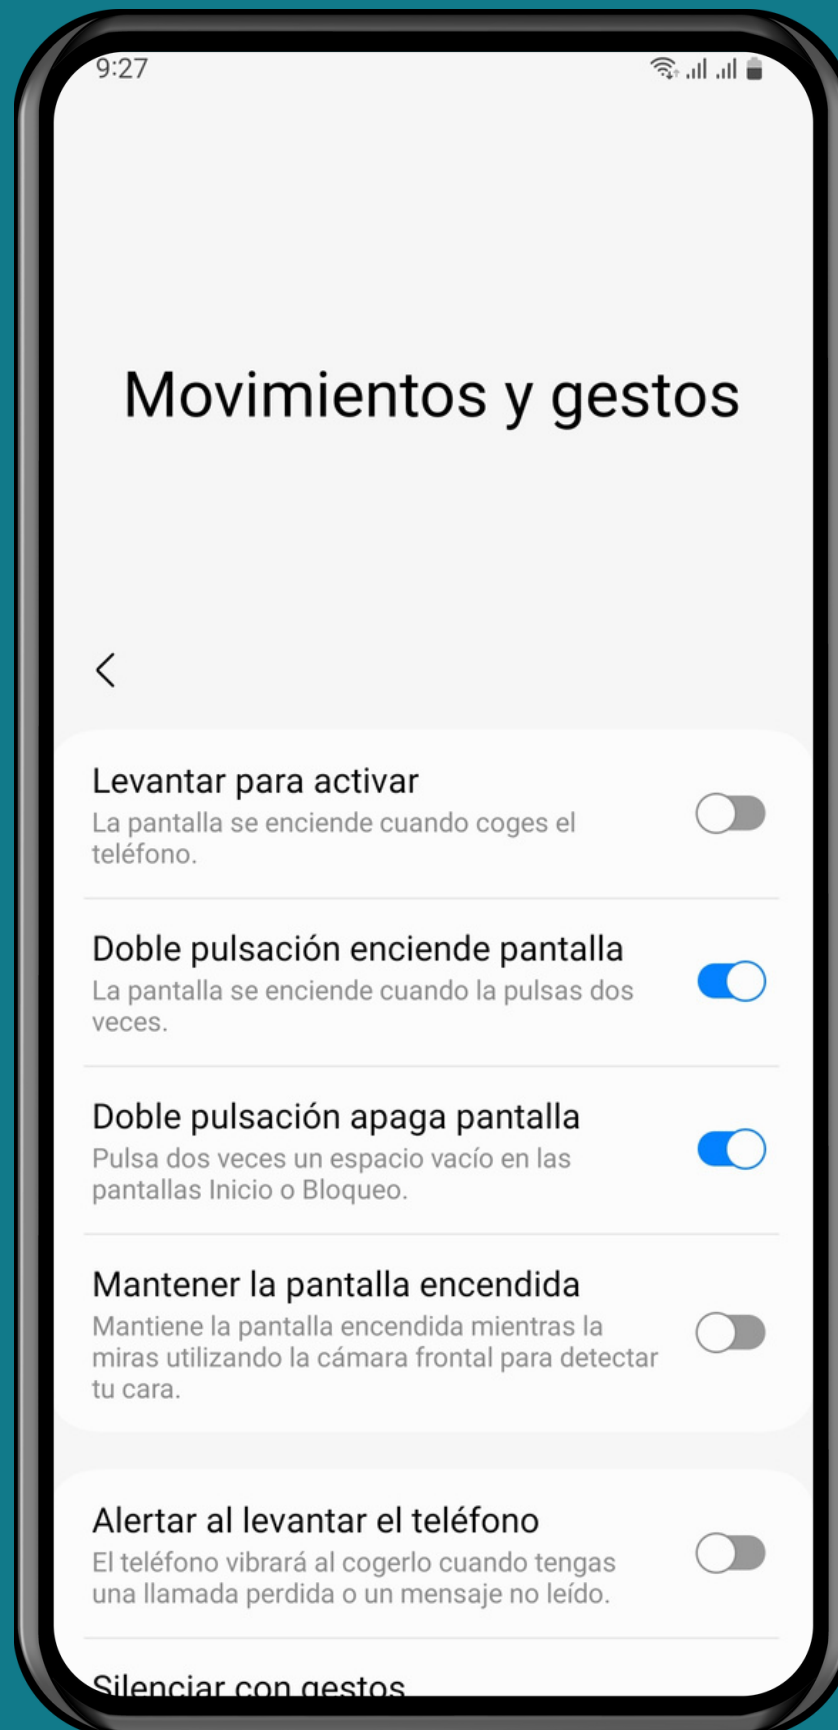 9:27
Movimientos y gestos
Levantar para activar
La pantalla se enciende cuando coges el
teléfono.
Doble pulsación enciende pantalla
La pantalla se enciende cuando la pulsas dos
veces.
Doble pulsación apaga pantalla
Pulsa dos veces un espacio vacío en las
pantallas Inicio o Bloqueo.
Mantener la pantalla encendida
Mantiene la pantalla encendida mientras la
miras utilizando la cámara frontal para detectar
tu cara.
Alertar al levantar el teléfono
El teléfono vibrará al cogerlo cuando tengas
una llamada perdida o un mensaje no leído.
Silenciar con gestos